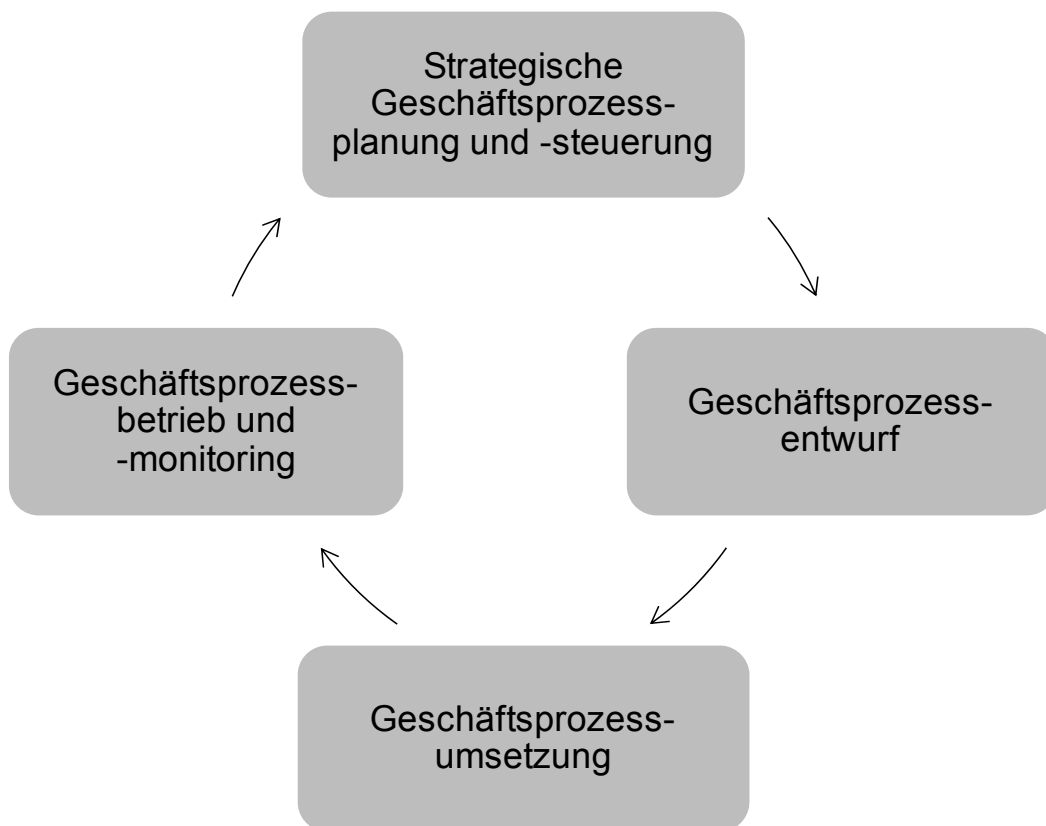 Strategische
Geschäftsprozess-
planung und -steuerung
Geschäftsprozess-
betrieb und
-monitoring
Geschäftsprozess-
entwurf
Geschäftsprozess-
umsetzung